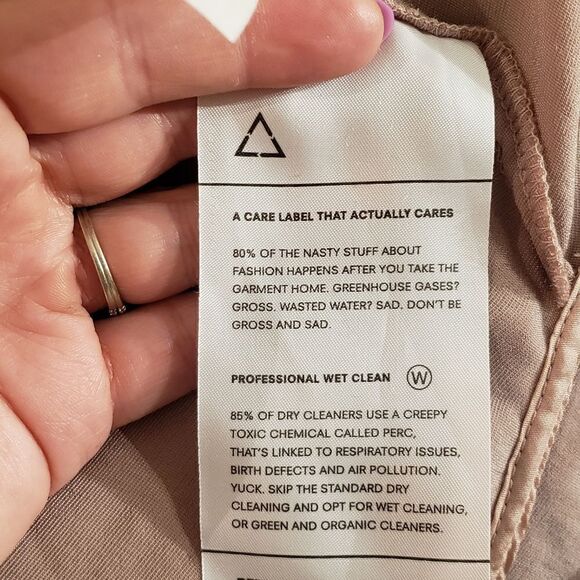 A CARE LABEL THAT ACTUALLY CARES
80% OF THE NASTY STUFF ABOUT
FASHION HAPPENS AFTER YOU TAKE THE
GARMENT HOME. GREENHOUSE GASES?
GROSS. WASTED WATER? SAD. DON'T BE
GROSS AND SAD.
PROFESSIONAL WET CLEAN W
85% OF DRY CLEANERS USE A CREEPY
TOXIC CHEMICAL CALLED PERC,
THAT'S LINKED TO RESPIRATORY ISSUES,
BIRTH DEFECTS AND AIR POLLUTION.
YUCK. SKIP THE STANDARD DRY
CLEANING AND OPT FOR WET CLEANING,
OR GREEN AND ORGANIC CLEANERS.